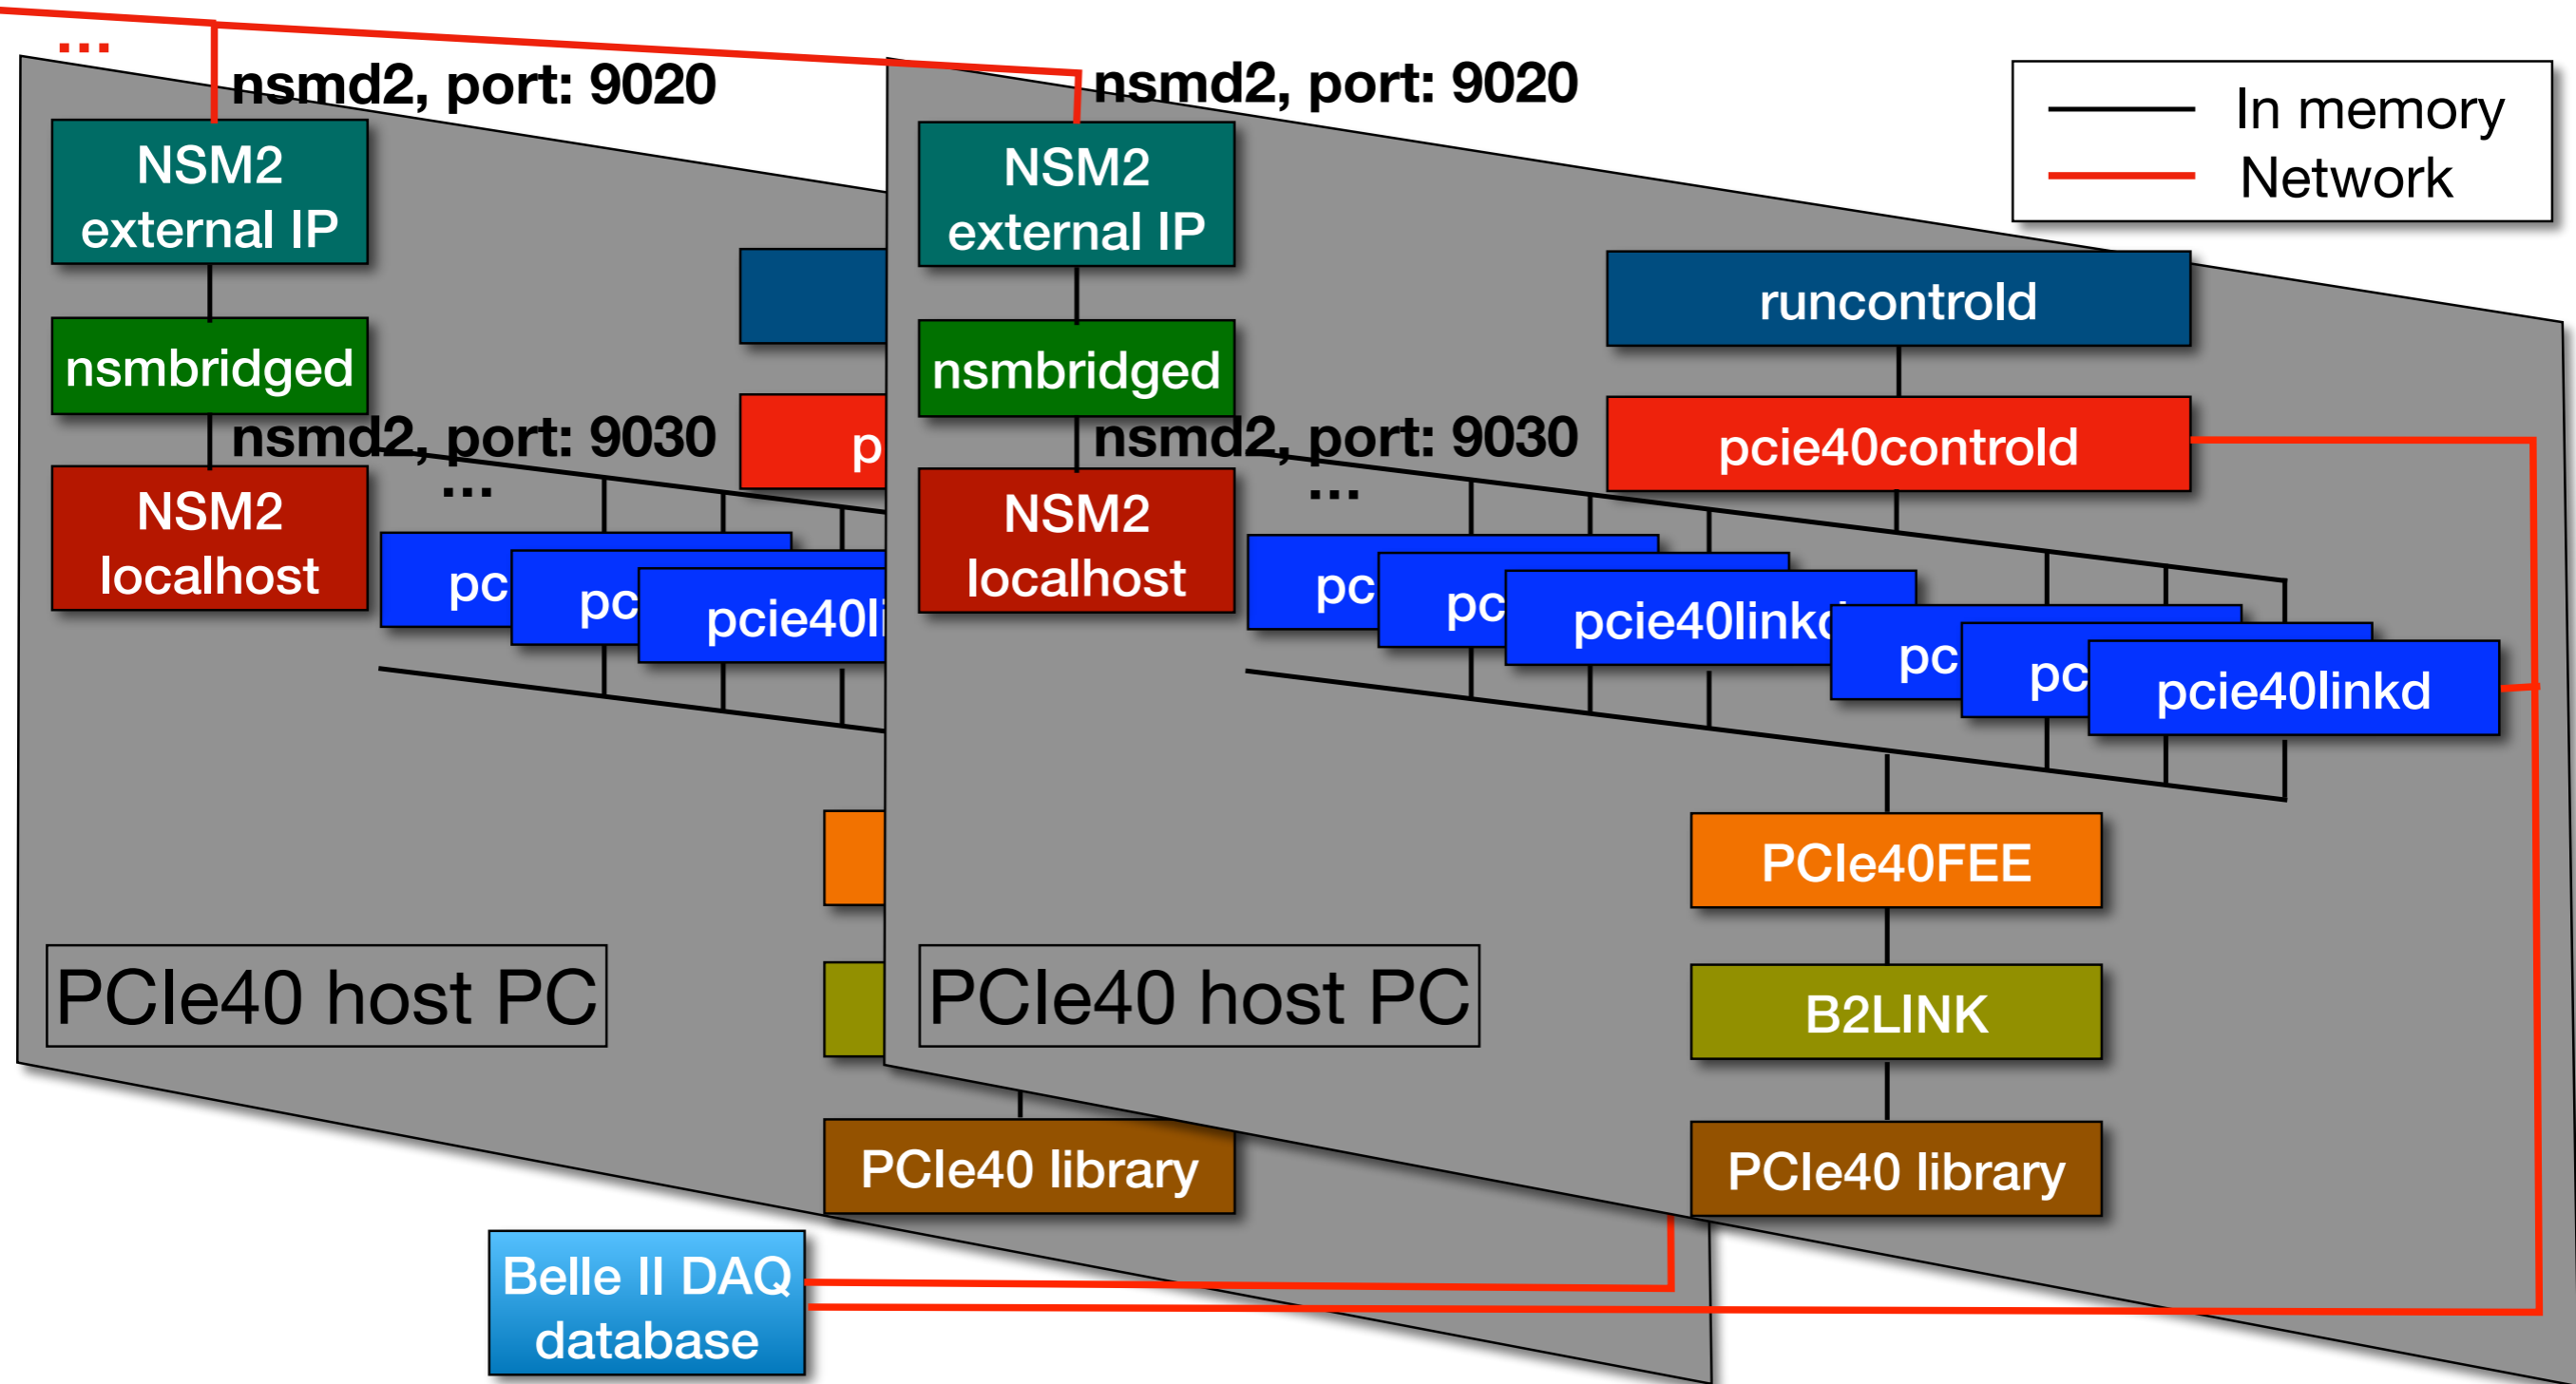 ...
nsmd2, port: 9020
NSM2
external IP
nsmbridged
nsmd2, port: 9030
...
NSM2
localhost
pc
pc
pcie40li
p
PCIe40 host PC
PCIe40 library
nsmd2, port: 9020
NSM2
external IP
nsmbridged
nsmd2, port: 9030
...
NSM2
localhost
runcontrold
pcie40controld
pc
pc
pcie40linkd
pc
pc
pcie40linkd
PCIe40FEE
B2LINK
PCIe40 library
PCIe40 host PC
In memory
Network
Belle II DAQ
database